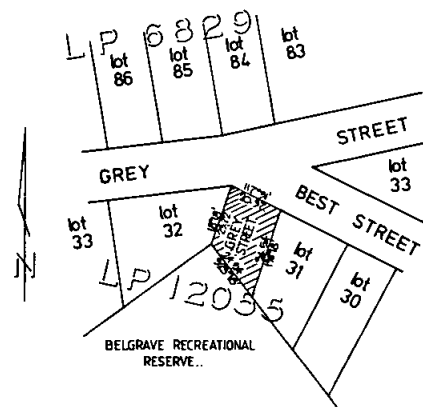 LP 6829
lot 86
lot 85
lot 84
lot 83
STREET
GREY
lot 33
BEST STREET
lot 33
lot 32
GREY STREET
lot 31
lot 30
N
LP 12035
BELGRAVE RECREATIONAL
RESERVE..